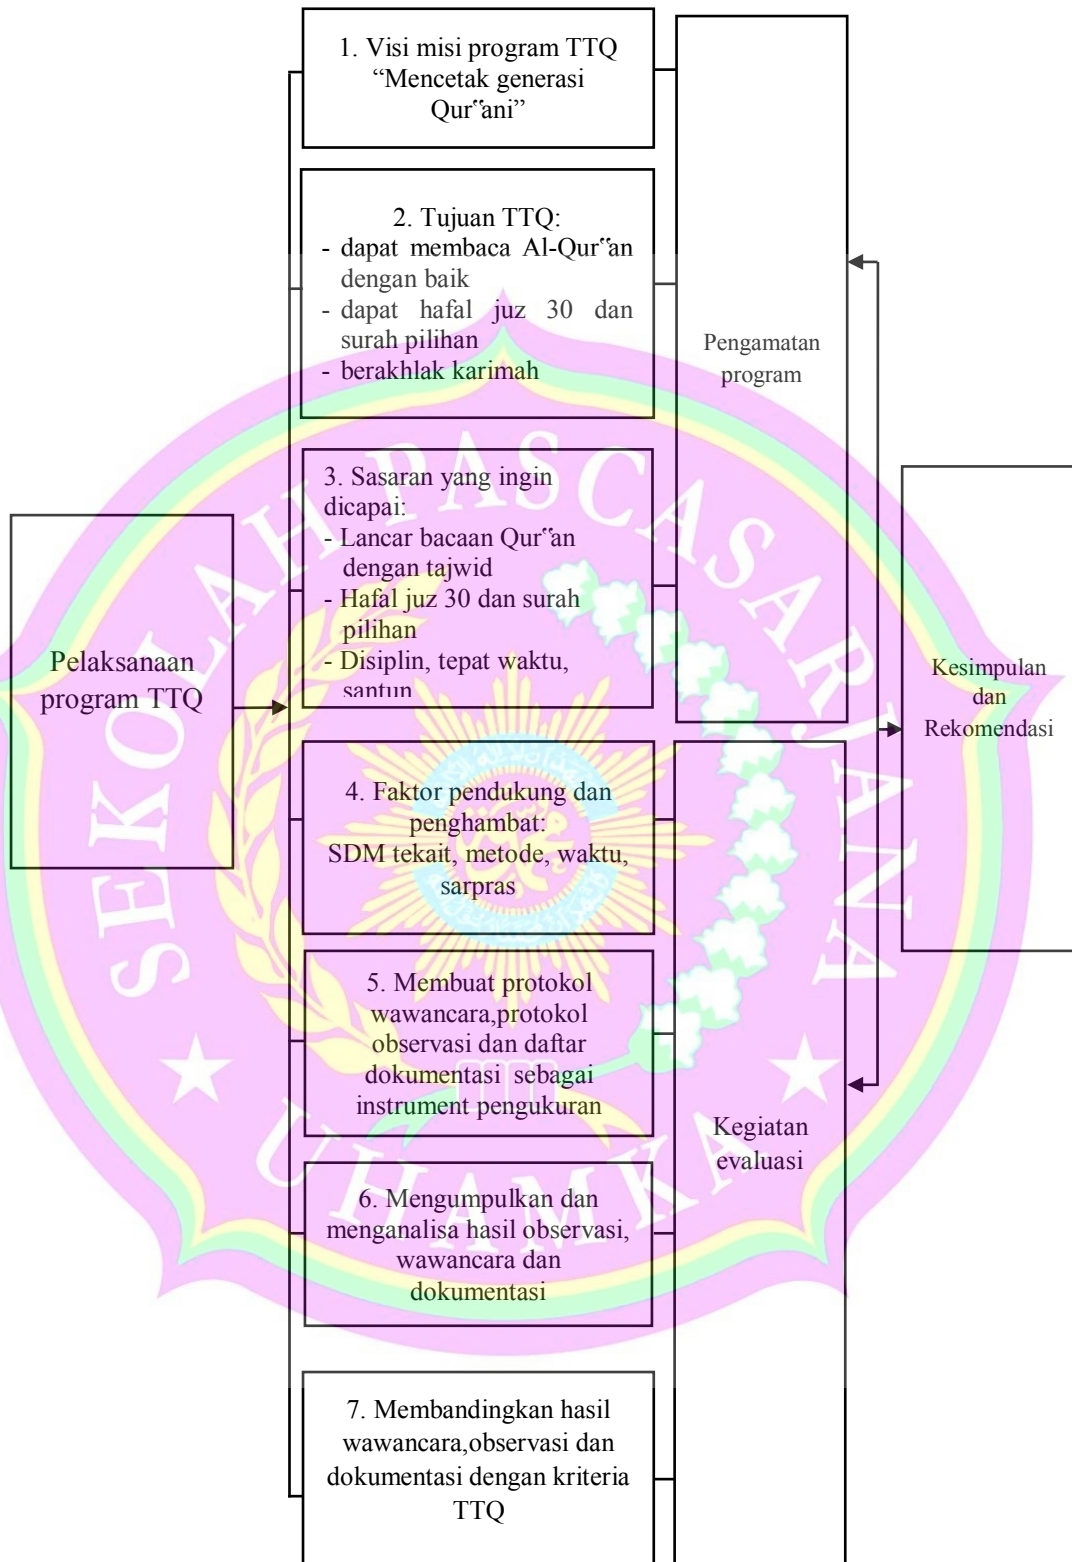 1. Visi misi program TTQ
“Mencetak generasi
Qur‟ani”
2. Tujuan TTQ:
- dapat membaca Al-Qur‟an
dengan baik
- dapat hafal juz 30 dan
surah pilihan
- berakhlak karimah
3. Sasaran yang ingin
dicapai:
- Lancar bacaan Qur‟an
dengan tajwid
- Hafal juz 30 dan surah
pilihan
- Disiplin, tepat waktu,
santun
Pelaksanaan
program TTQ
4. Faktor pendukung dan
penghambat:
SDM tekait, metode, waktu,
sarpras
5. Membuat protokol
wawancara,protokol
observasi dan daftar
dokumentasi sebagai
instrument pengukuran
6. Mengumpulkan dan
menganalisa hasil observasi,
wawancara dan
dokumentasi
7. Membandingkan hasil
wawancara,observasi dan
dokumentasi dengan kriteria
TTQ
Pengamatan
program
Kegiatan
evaluasi
Kesimpulan
dan
Rekomendasi
SEKOLAH PASCASARJANA
UHAMKA